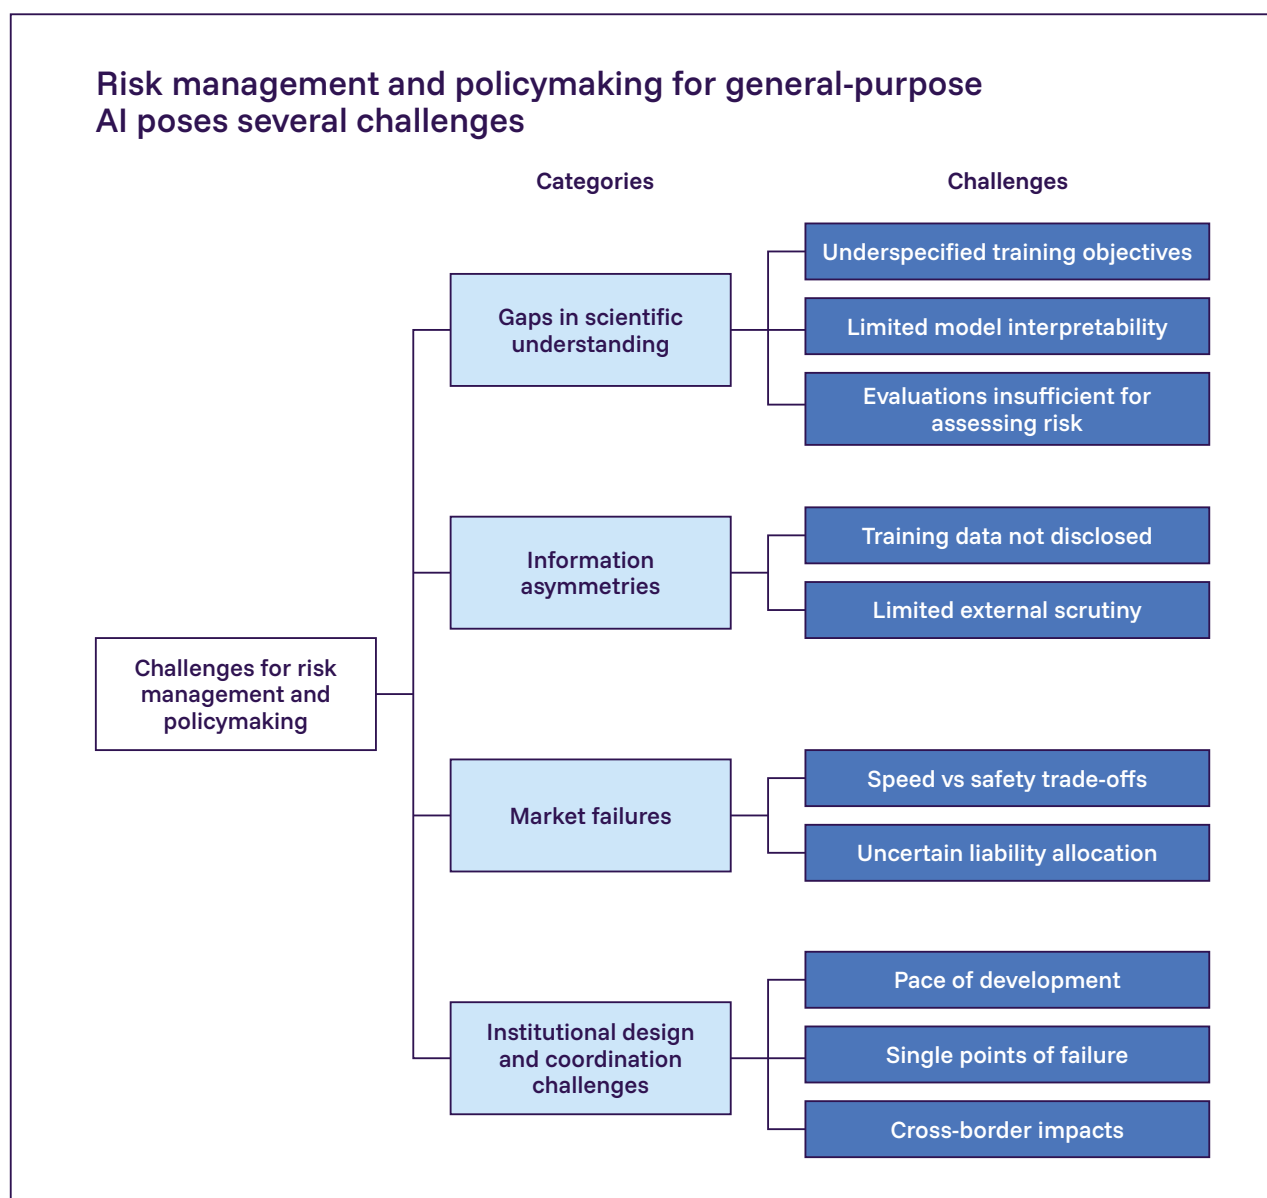 Risk management and policymaking for general-purpose
AI poses several challenges
Categories
Challenges
Challenges for risk
management and
policymaking
Gaps in scientific
understanding
Underspecified training objectives
Limited model interpretability
Evaluations insufficient for
assessing risk
Information
asymmetries
Training data not disclosed
Limited external scrutiny
Market failures
Speed vs safety trade-offs
Uncertain liability allocation
Institutional design
and coordination
challenges
Pace of development
Single points of failure
Cross-border impacts